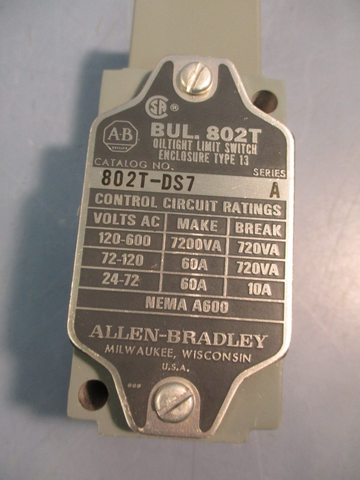 SA
A-B
BUL. 802T
OILTIGHT LIMIT SWITCH
ENCLOSURE TYPE 13
CATALOG NO. SERIES
802T-DS7 A
CONTROL CIRCUIT RATINGS
VOLTS AC MAKE BREAK
120-600 7200VA 720VA
72-120 60A 720VA
24-72 60A 10A
NEMA A600
ALLEN-BRADLEY
MILWAUKEE, WISCONSIN
U.S.A.